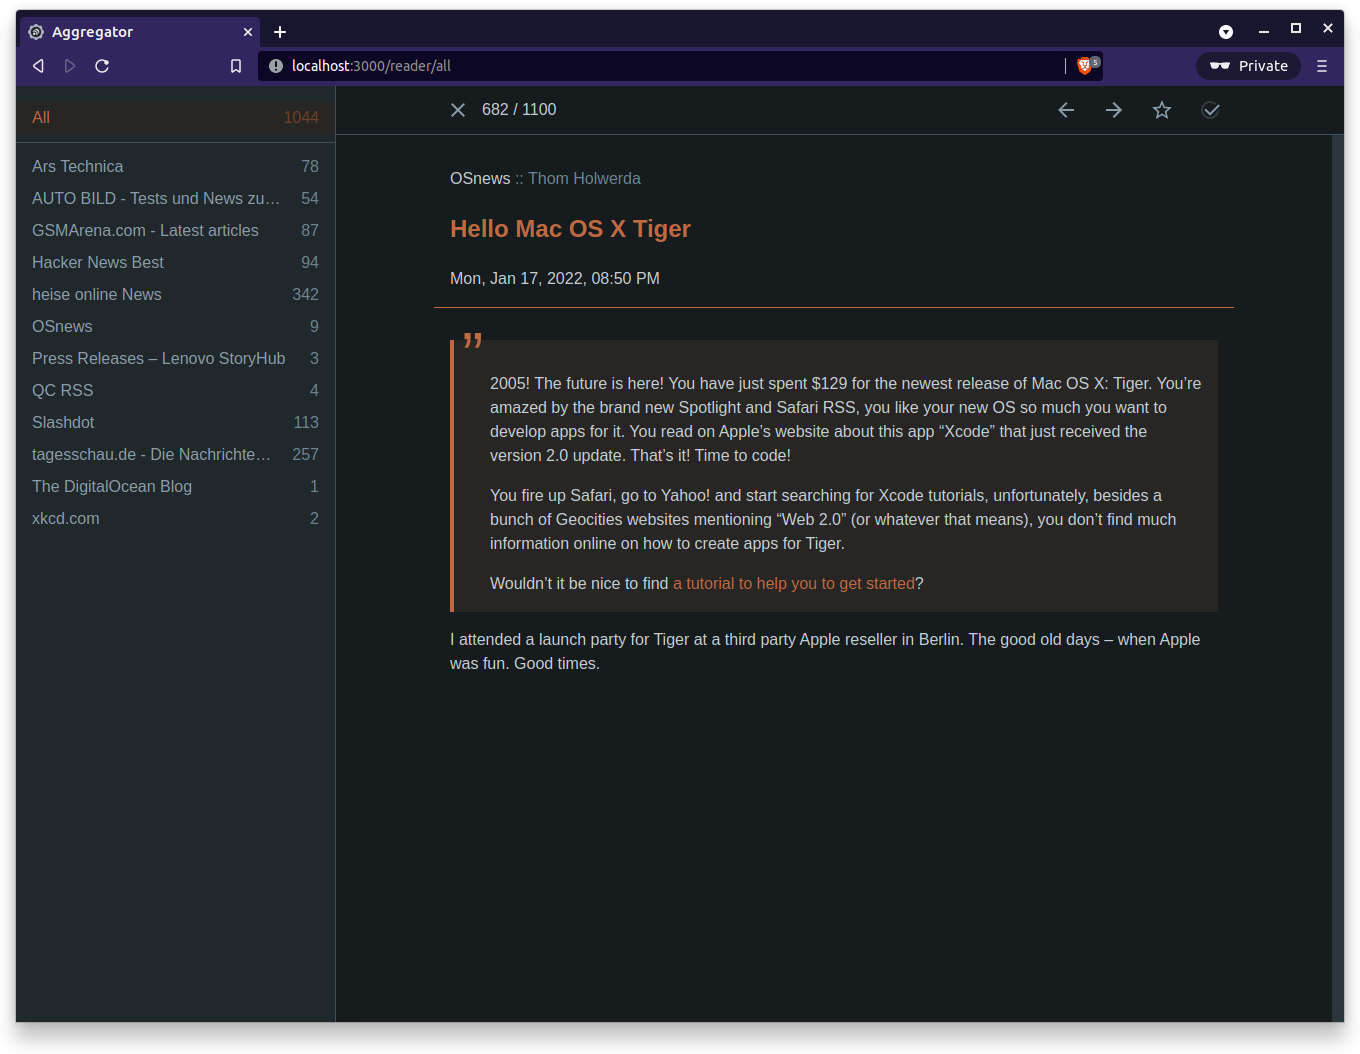 Aggregator
localhost:3000/reader/all
5
Private
All 1044
682 / 1100
Ars Technica 78
AUTO BILD - Tests und News zu… 54
GSMArena.com - Latest articles 87
Hacker News Best 94
heise online News 342
OSnews 9
Press Releases – Lenovo StoryHub 3
QC RSS 4
Slashdot 113
tagesschau.de - Die Nachrichte… 257
The DigitalOcean Blog 1
xkcd.com 2
OSnews :: Thom Holwerda
Hello Mac OS X Tiger
Mon, Jan 17, 2022, 08:50 PM
”
2005! The future is here! You have just spent $129 for the newest release of Mac OS X: Tiger. You’re
amazed by the brand new Spotlight and Safari RSS, you like your new OS so much you want to
develop apps for it. You read on Apple’s website about this app “Xcode” that just received the
version 2.0 update. That’s it! Time to code!
You fire up Safari, go to Yahoo! and start searching for Xcode tutorials, unfortunately, besides a
bunch of Geocities websites mentioning “Web 2.0” (or whatever that means), you don’t find much
information online on how to create apps for Tiger.
Wouldn’t it be nice to find a tutorial to help you to get started?
I attended a launch party for Tiger at a third party Apple reseller in Berlin. The good old days – when Apple
was fun. Good times.